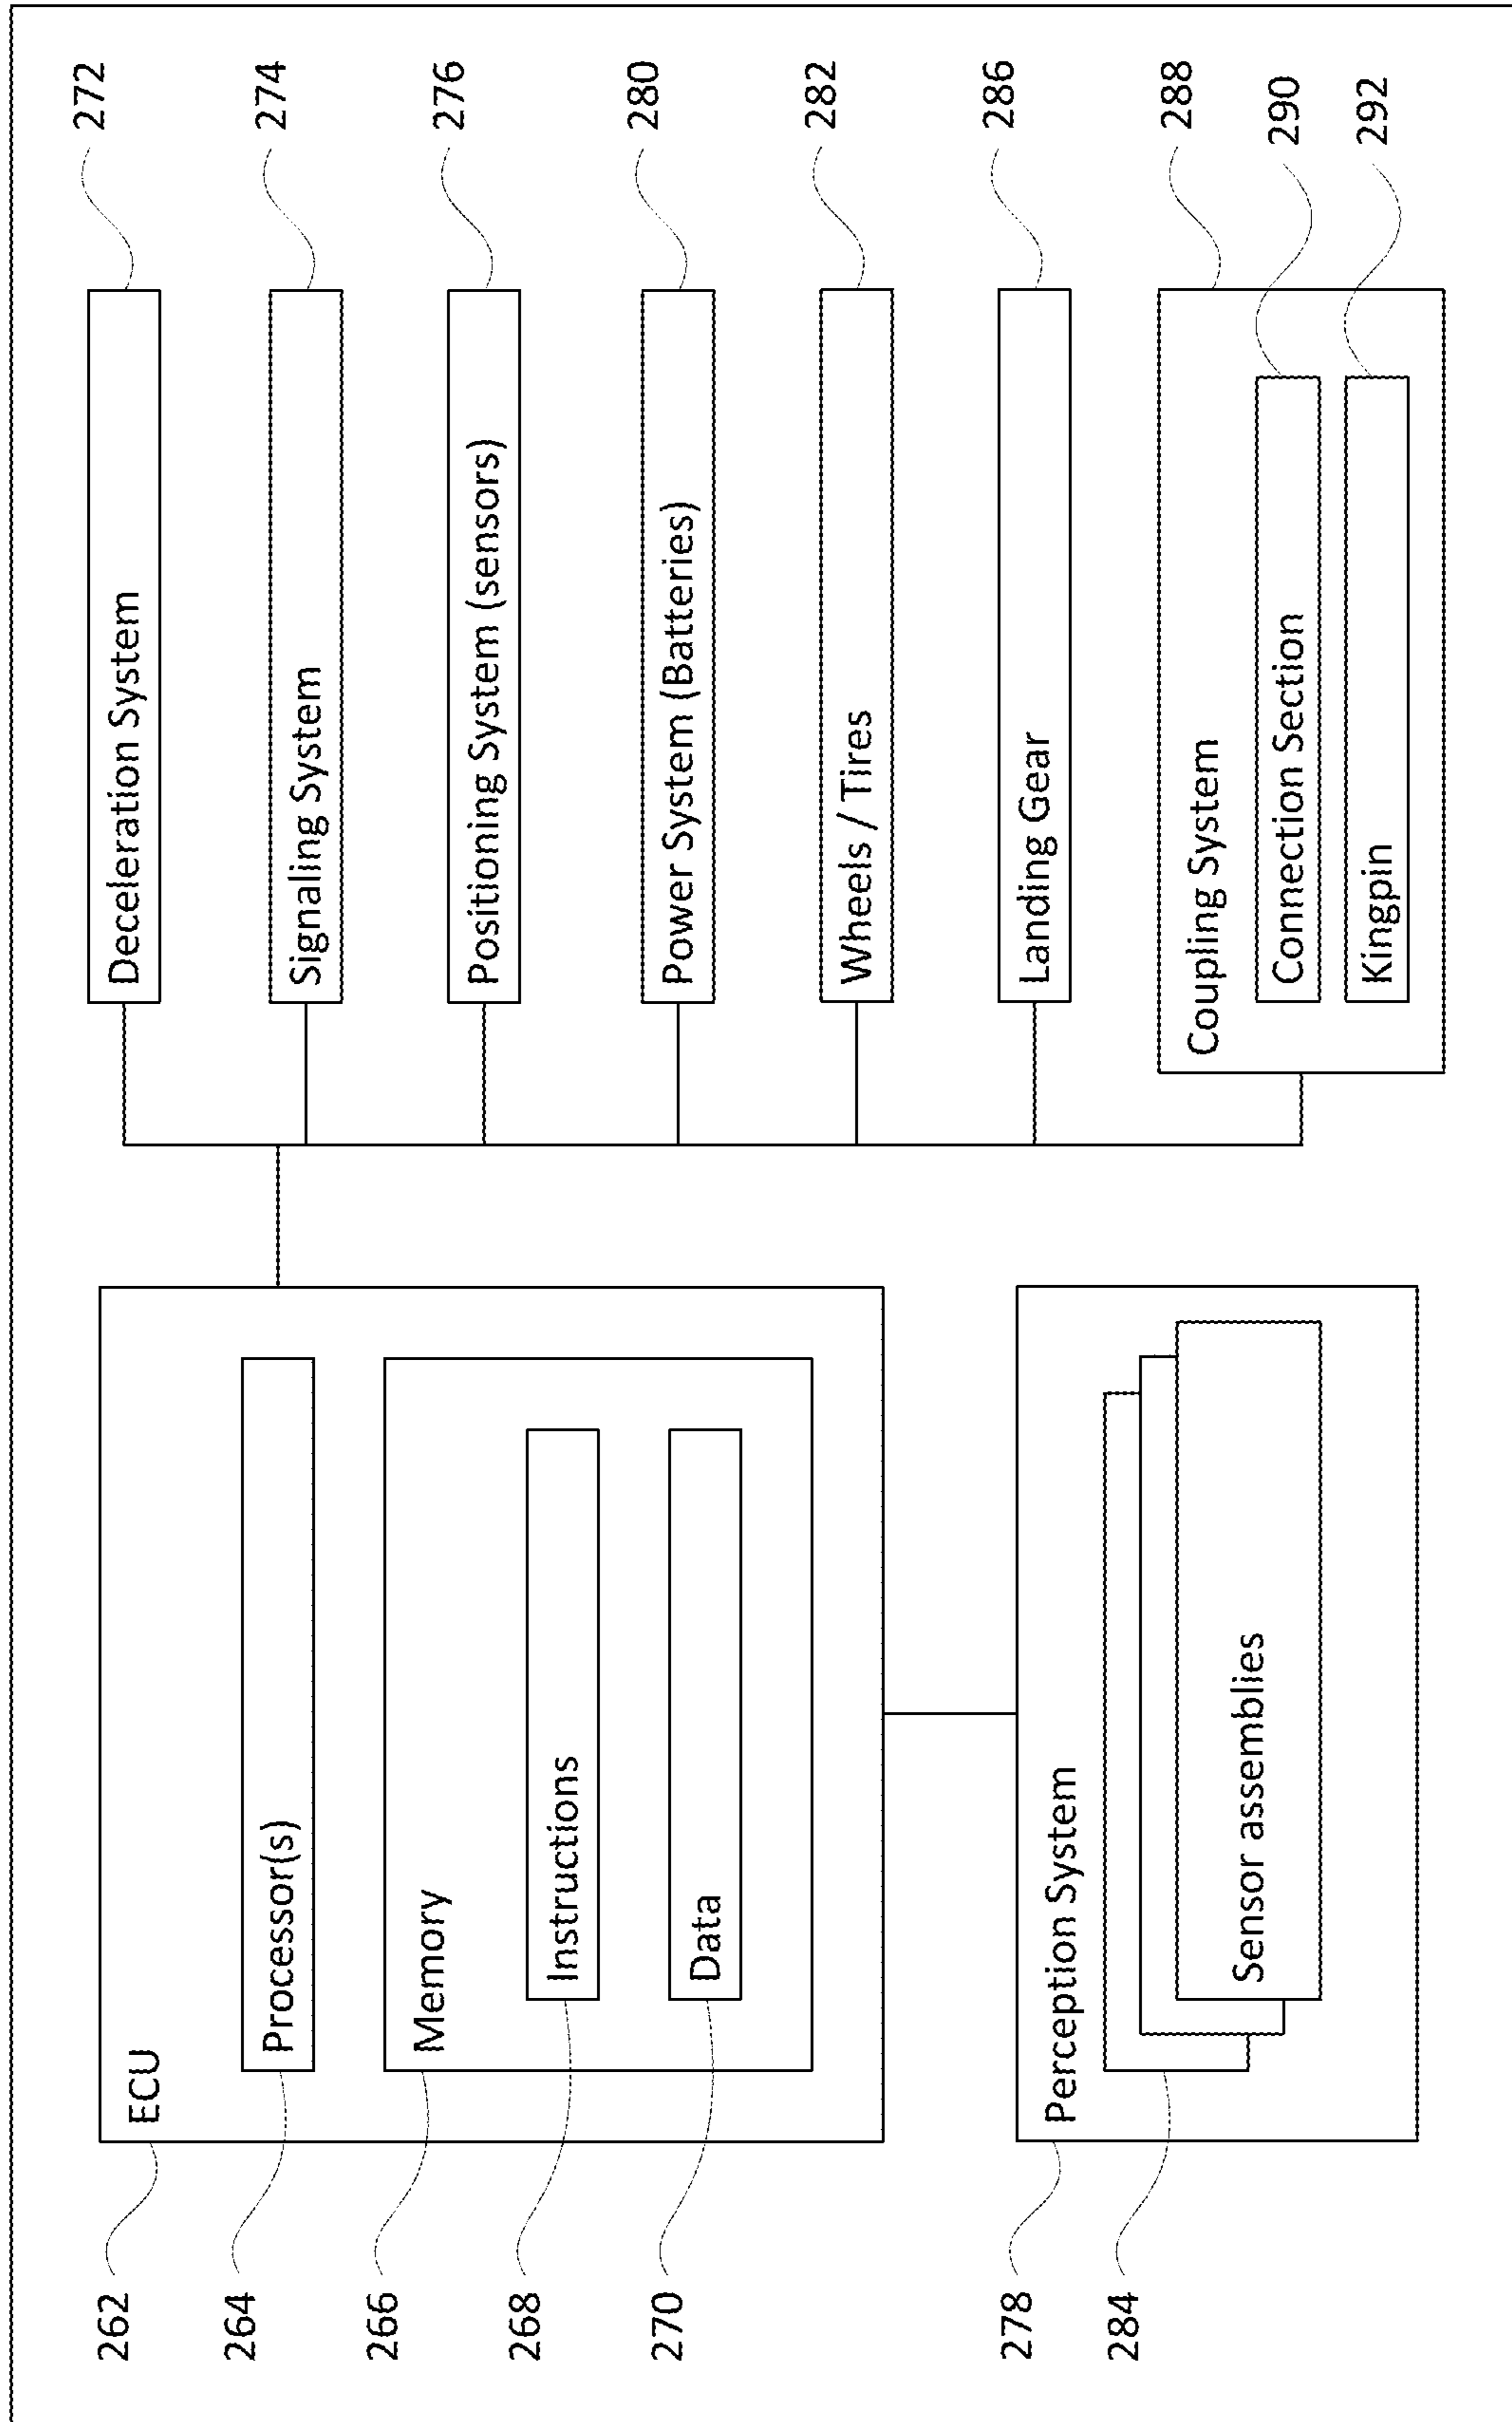 262
ECU
264
Processor(s)
266
Memory
268
Instructions
270
Data
278
Perception System
284
Sensor assemblies
Deceleration System
272
Signaling System
274
Positioning System (sensors)
276
Power System (Batteries)
280
Wheels / Tires
282
Landing Gear
286
Coupling System
288
Connection Section
290
Kingpin
292